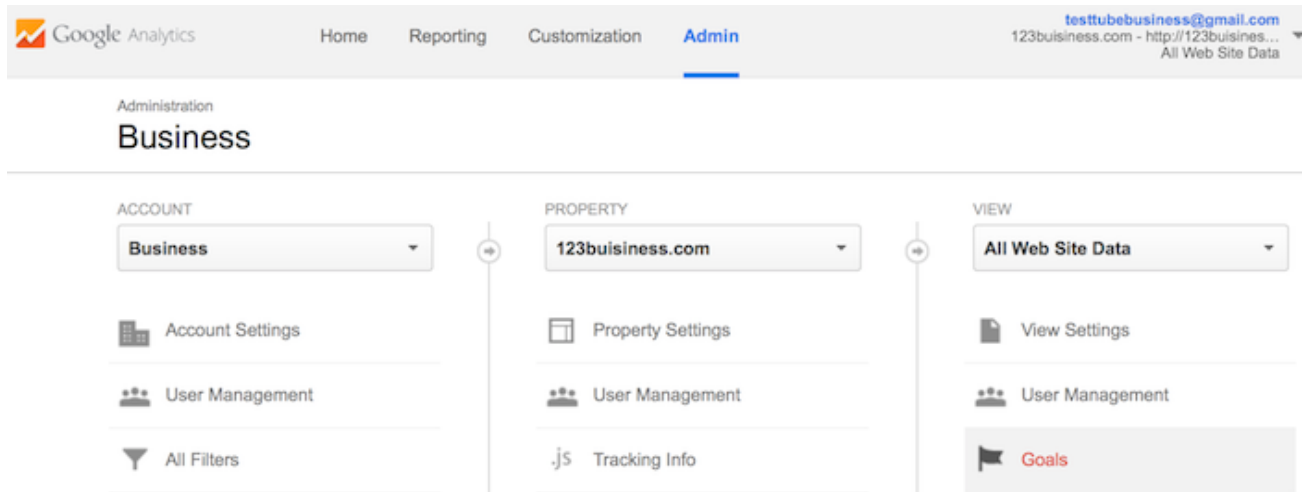 Google Analytics
Home
Reporting
Customization
Admin
testtubebusiness@gmail.com
123buisiness.com - http://123buisines...
All Web Site Data
Administration
Business
ACCOUNT
PROPERTY
VIEW
Business
123buisiness.com
All Web Site Data
Account Settings
Property Settings
View Settings
User Management
User Management
User Management
All Filters
.js
Tracking Info
Goals